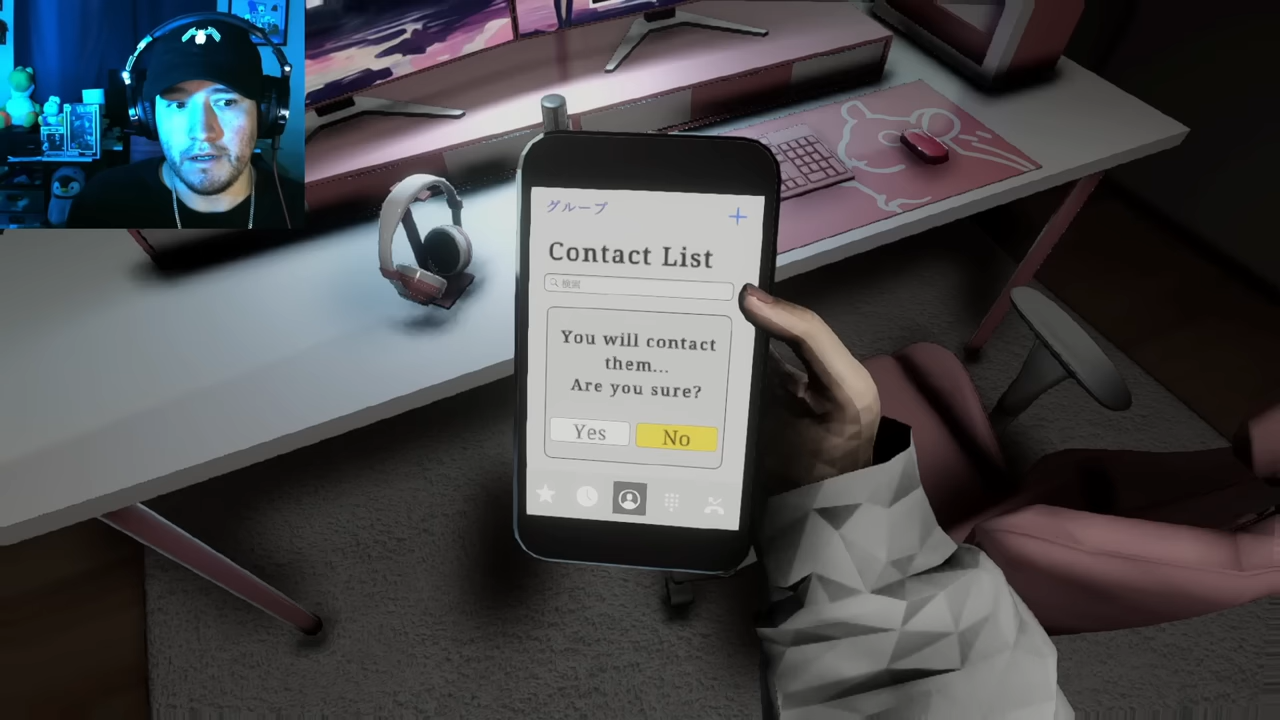 グループ
Contact List
検索
You will contact
them...
Are you sure?
Yes
No